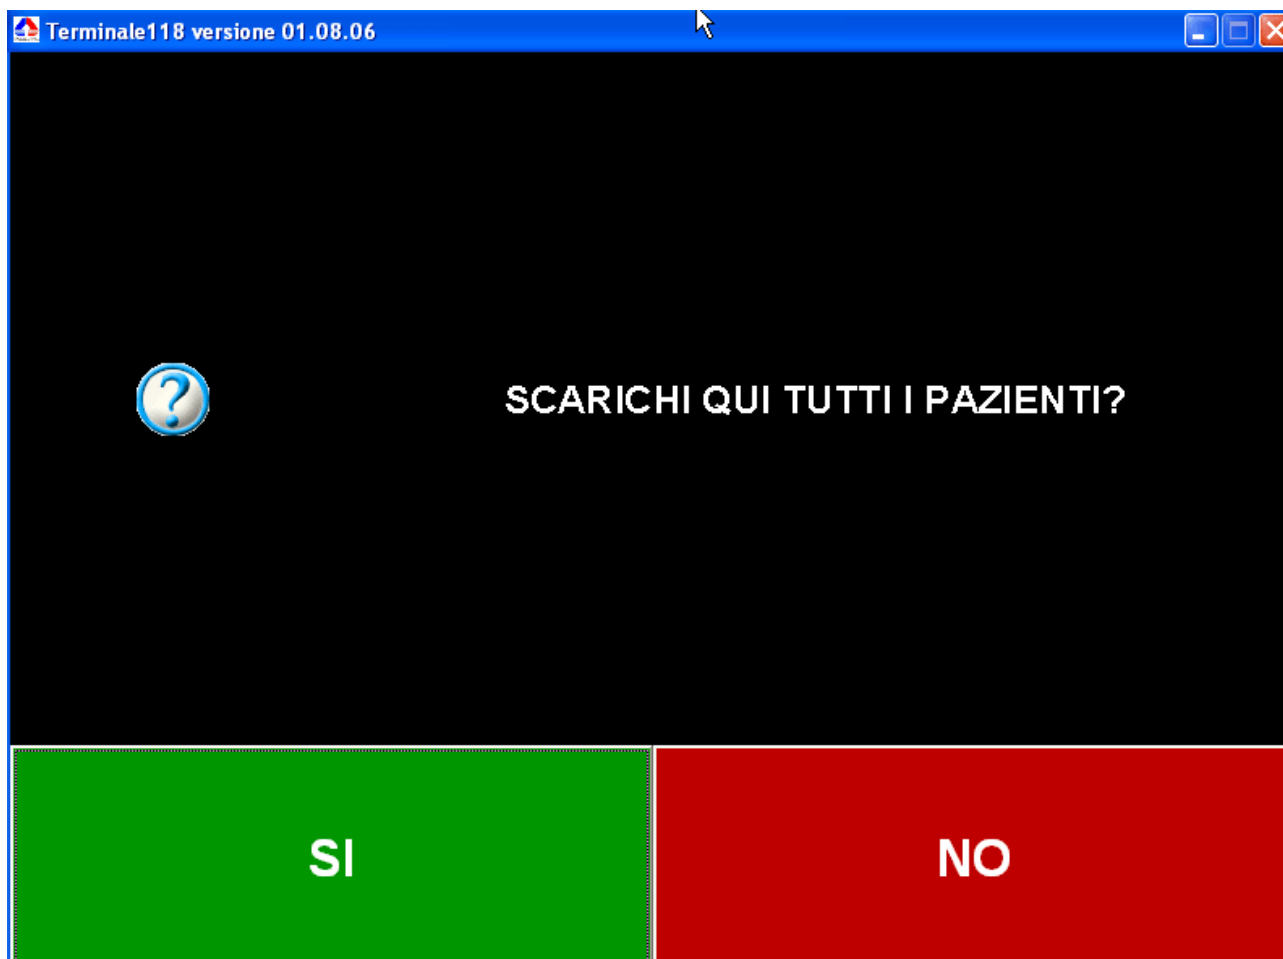 Terminale118 versione 01.08.06
SCARICHI QUI TUTTI I PAZIENTI?
SI
NO